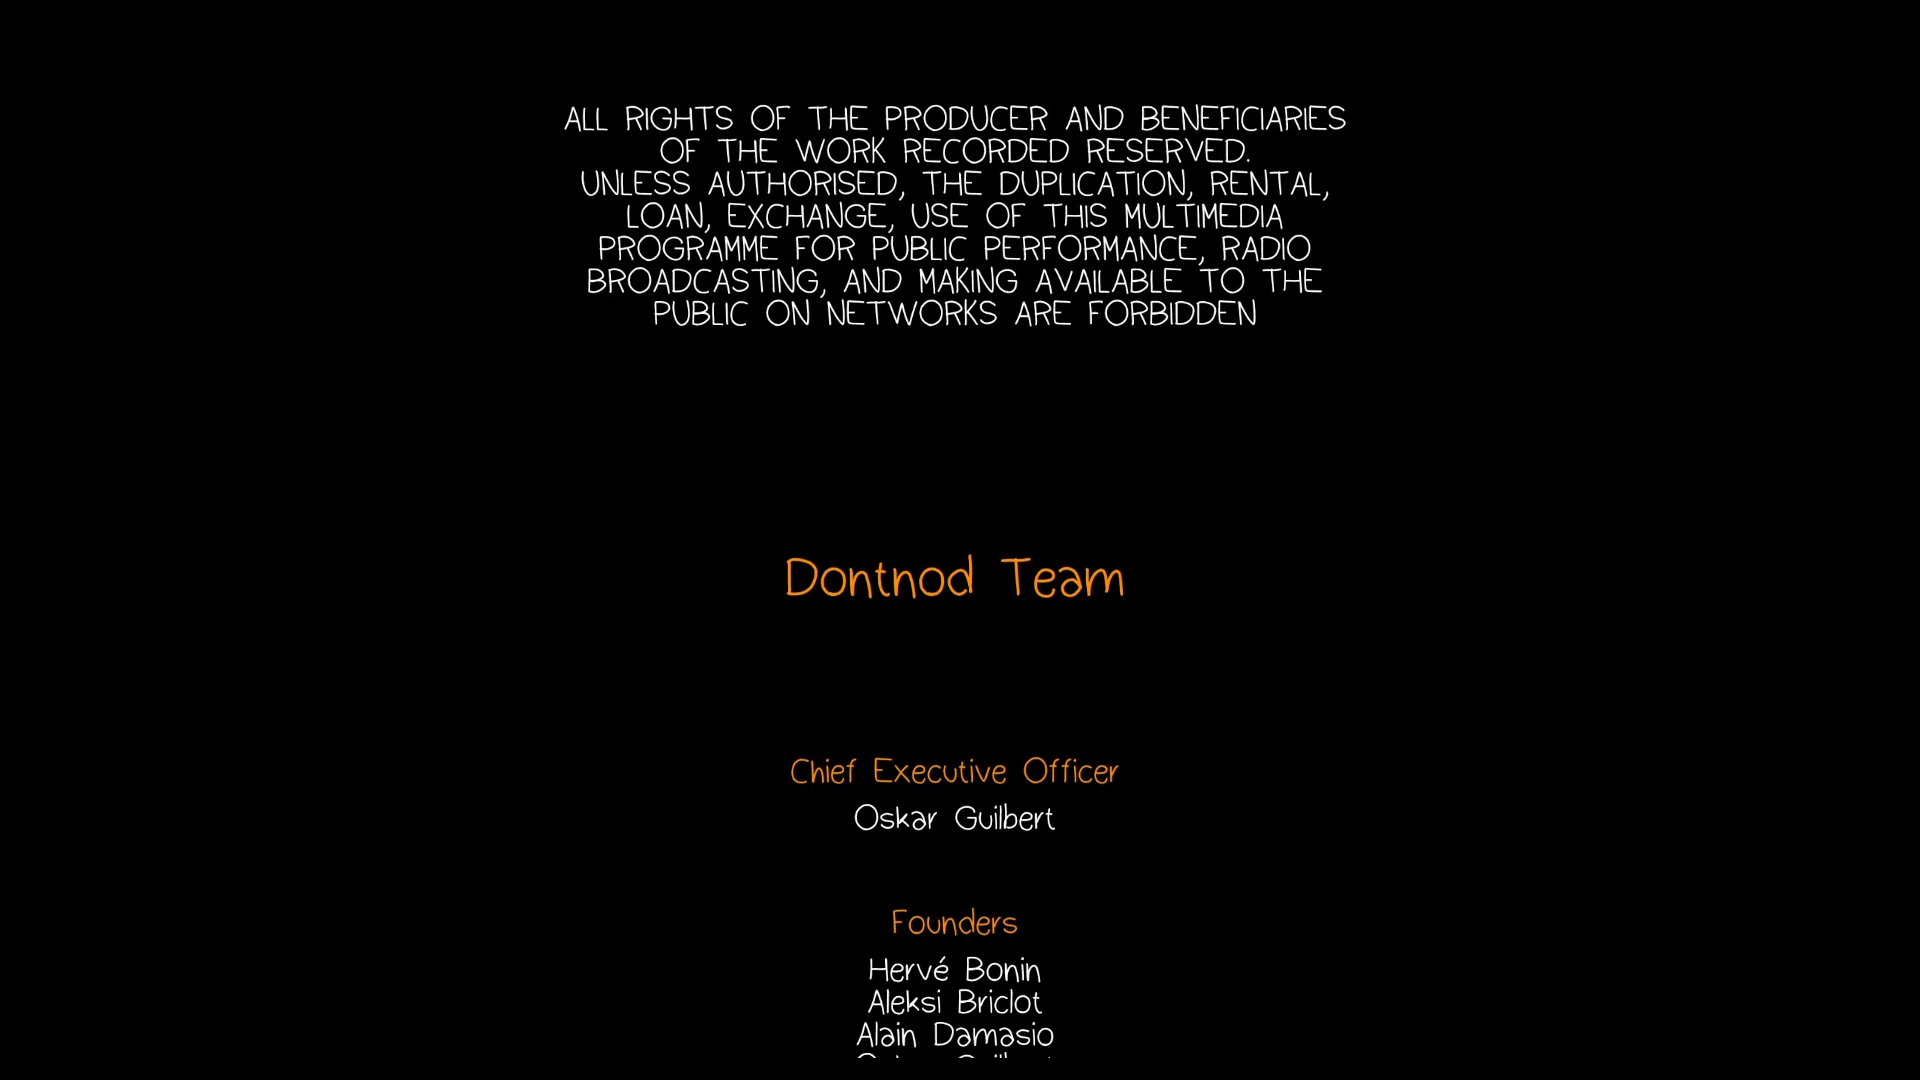 ALL RIGHTS OF THE PRODUCER AND BENEFICIARIES
OF THE WORK RECORDED RESERVED.
UNLESS AUTHORISED, THE DUPLICATION, RENTAL,
LOAN, EXCHANGE, USE OF THIS MULTIMEDIA
PROGRAMME FOR PUBLIC PERFORMANCE, RADIO
BROADCASTING, AND MAKING AVAILABLE TO THE
PUBLIC ON NETWORKS ARE FORBIDDEN
Dontnod Team
Chief Executive Officer
Oskar Guilbert
Founders
Hervé Bonin
Aleksi Briclot
Alain Damasio